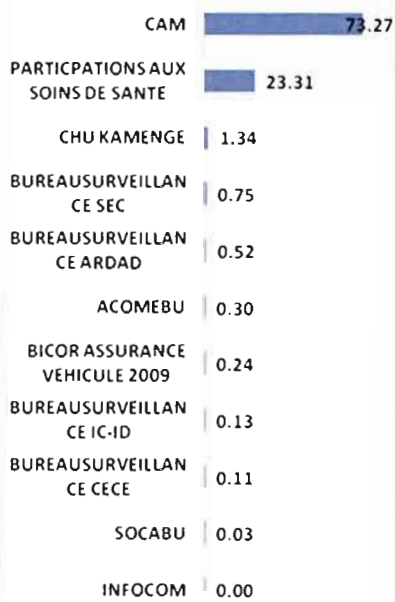 CAM 73.27
PARTICPATIONS AUX
SOINS DE SANTE 23.31
CHU KAMENGE 1.34
BUREAUSURVEILLAN
CE SEC 0.75
BUREAUSURVEILLAN
CE ARDAD 0.52
ACOMEBU 0.30
BICOR ASSURANCE
VEHICULE 2009 0.24
BUREAUSURVEILLAN
CE IC-ID 0.13
BUREAUSURVEILLAN
CE CECE 0.11
SOCABU 0.03
INFOCOM 0.00